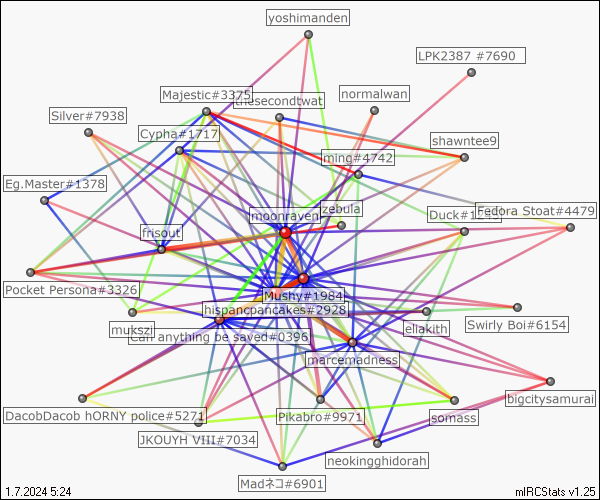 yoshimanden
LPK2387 #7690
Majestic#3375
thesecondtwat
normalwan
Silver#7938
Cypha#1717
shawntee9
ming#4742
Eg.Master#1378
zebula
moonraven
Duck#1
Fedora Stoat#4479
frisout
Pocket Persona#3326
Mushy#1984
hispancpancakes#2928
mukszi
Can anything be saved#0396
ellakith
Swirly Boi#6154
marcemadness
bigcitysamurai
DacobDacob hORNY police#5271
Pikabro#9971
somass
JKOUYH VIII#7034
neokingghidorah
Madネコ#6901
1.7.2024 5:24
mIRCStats v1.25